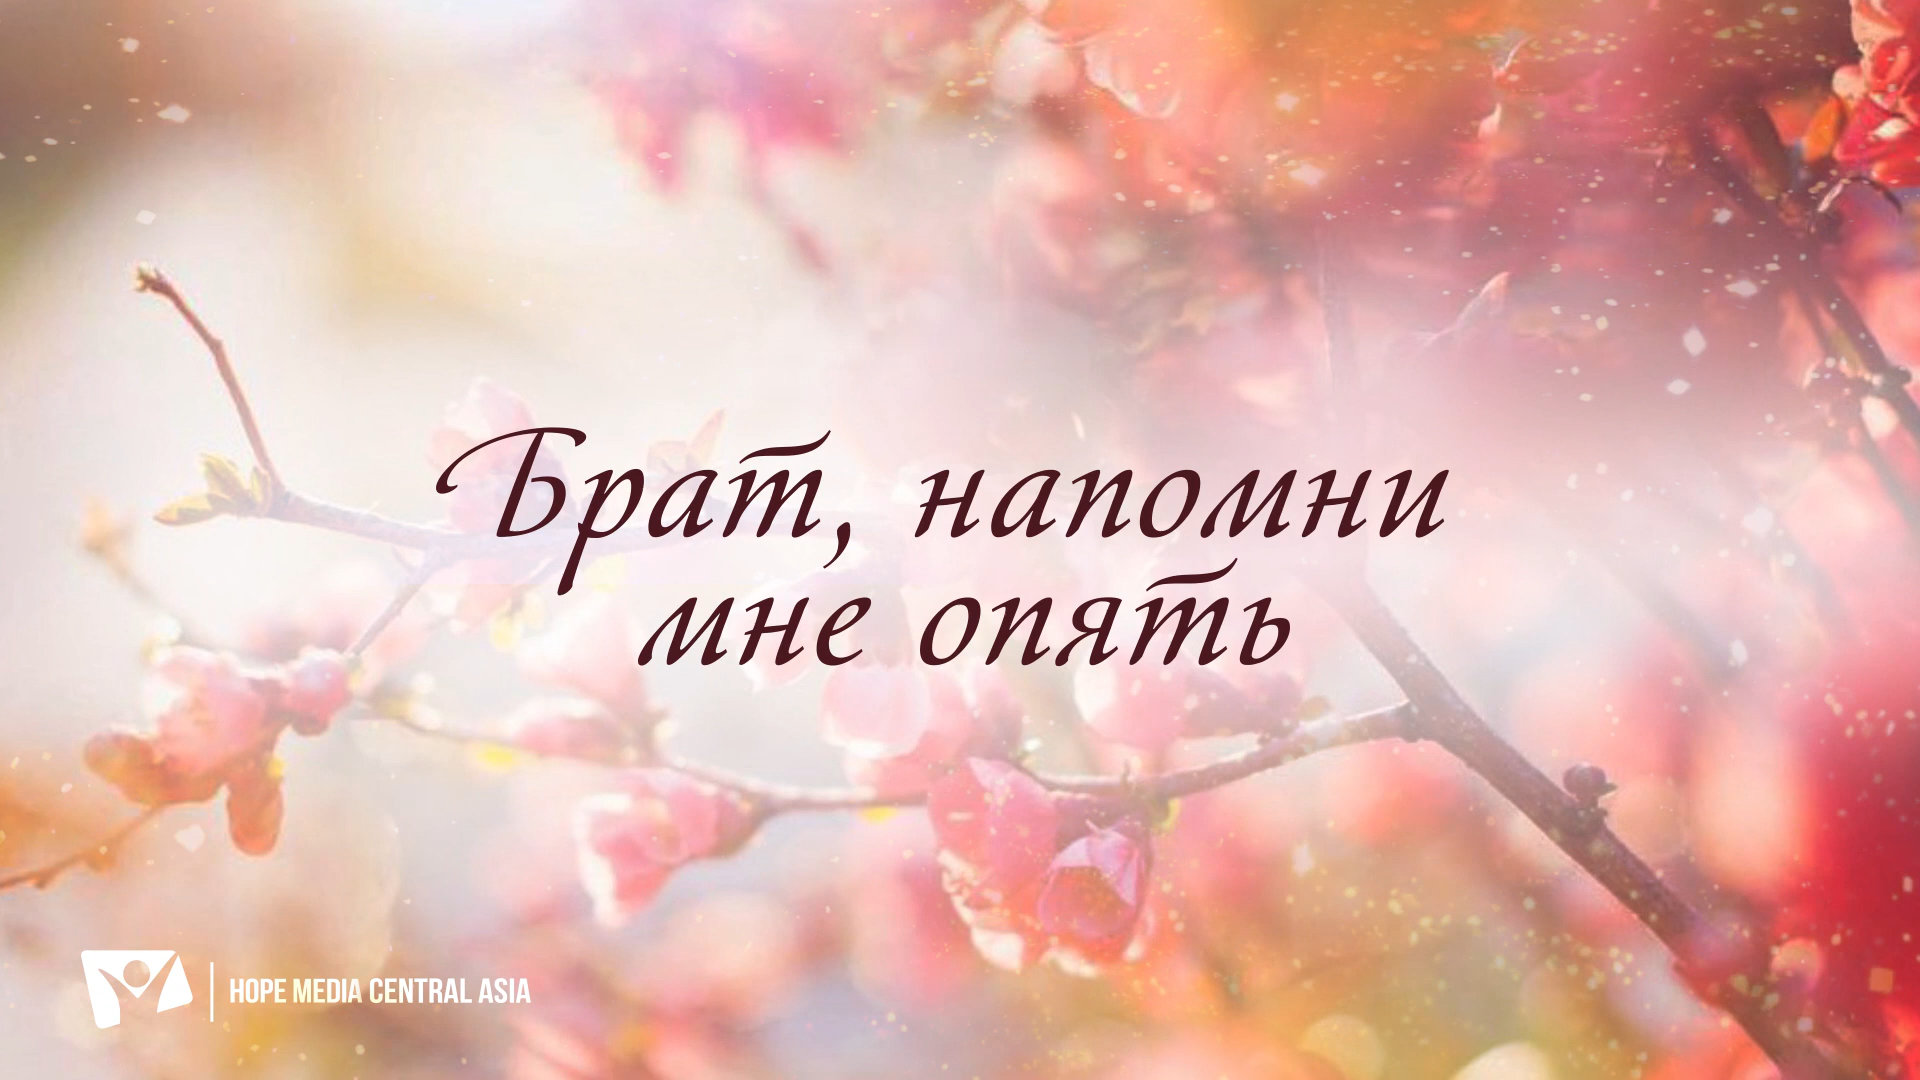 Брат, напомни
мне опять
HOPE MEDIA CENTRAL ASIA